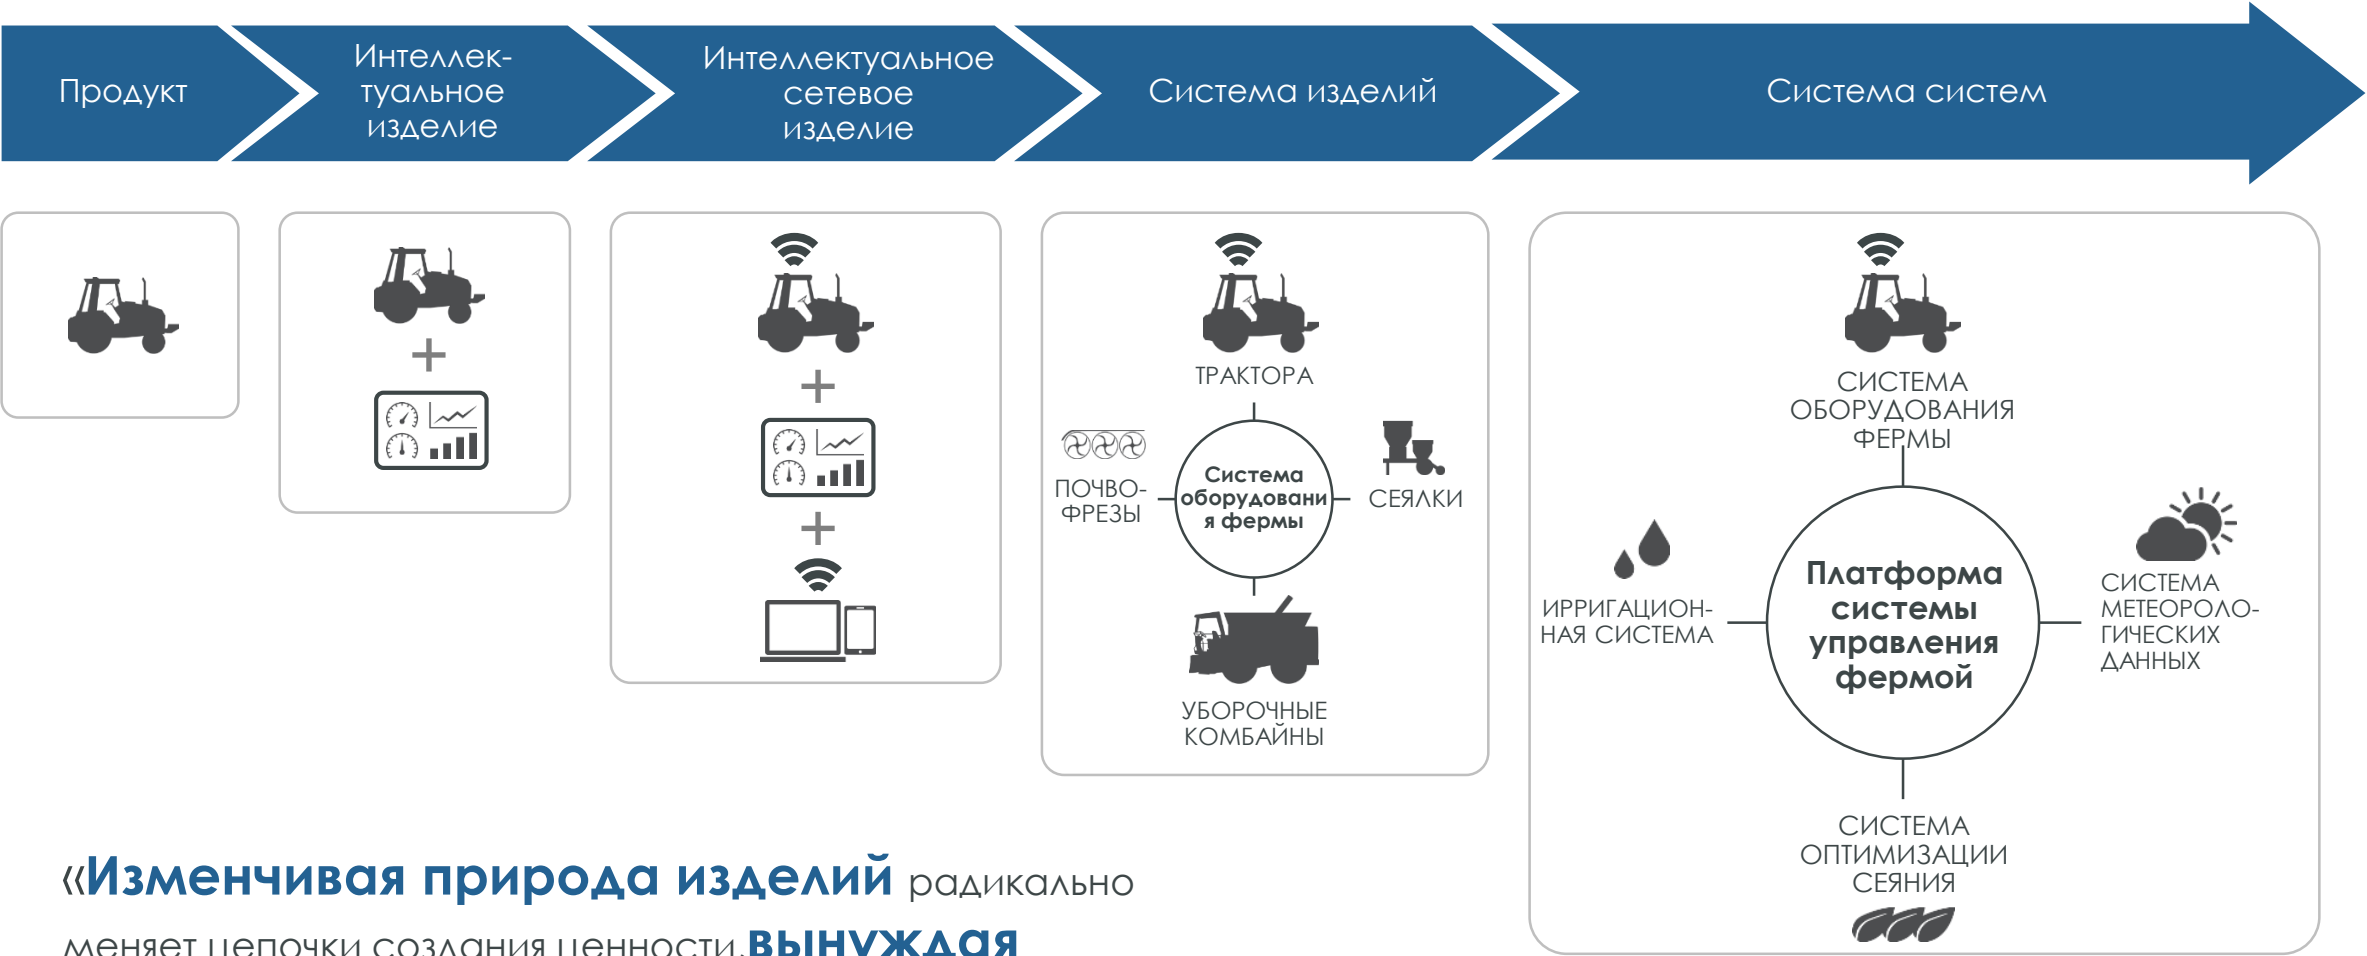 Продукт
Интеллек-
туальное
изделие
Интеллектуальное
сетевое
изделие
Система изделий
Система систем
ТРАКТОРА
ПОЧВО-
ФРЕЗЫ
Система
оборудовани
я фермы
СЕЯЛКИ
УБОРОЧНЫЕ
КОМБАЙНЫ
СИСТЕМА
ОБОРУДОВАНИЯ
ФЕРМЫ
ИРРИГАЦИОН-
НАЯ СИСТЕМА
Платформа
системы
управления
фермой
СИСТЕМА
МЕТЕОРОЛО-
ГИЧЕСКИХ
ДАННЫХ
СИСТЕМА
ОПТИМИЗАЦИИ
СЕЯНИЯ
«Изменчивая природа изделий радикально
меняет цепочки создания ценности,вынуждая